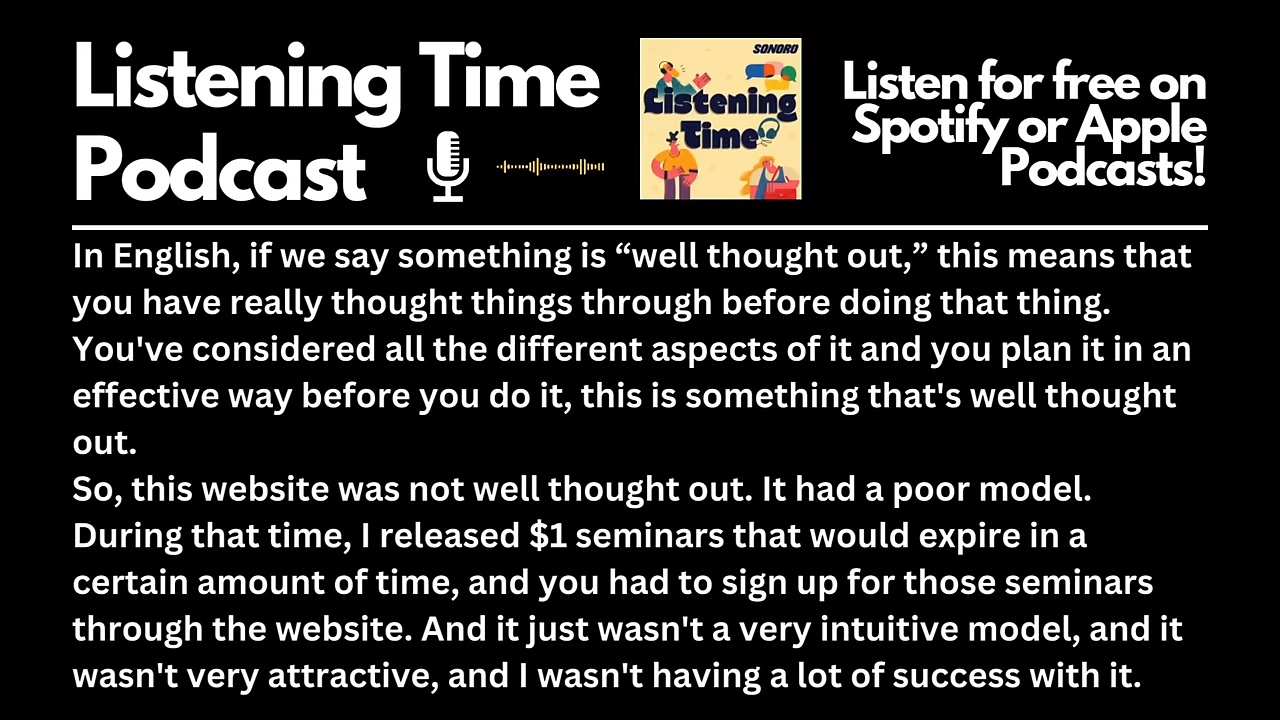 Listening Time
Podcast
SONORO
Listening
Time
Listen for free on
Spotify or Apple
Podcasts!
In English, if we say something is “well thought out,” this means that
you have really thought things through before doing that thing.
You've considered all the different aspects of it and you plan it in an
effective way before you do it, this is something that's well thought
out.
So, this website was not well thought out. It had a poor model.
During that time, I released $1 seminars that would expire in a
certain amount of time, and you had to sign up for those seminars
through the website. And it just wasn't a very intuitive model, and it
wasn't very attractive, and I wasn't having a lot of success with it.